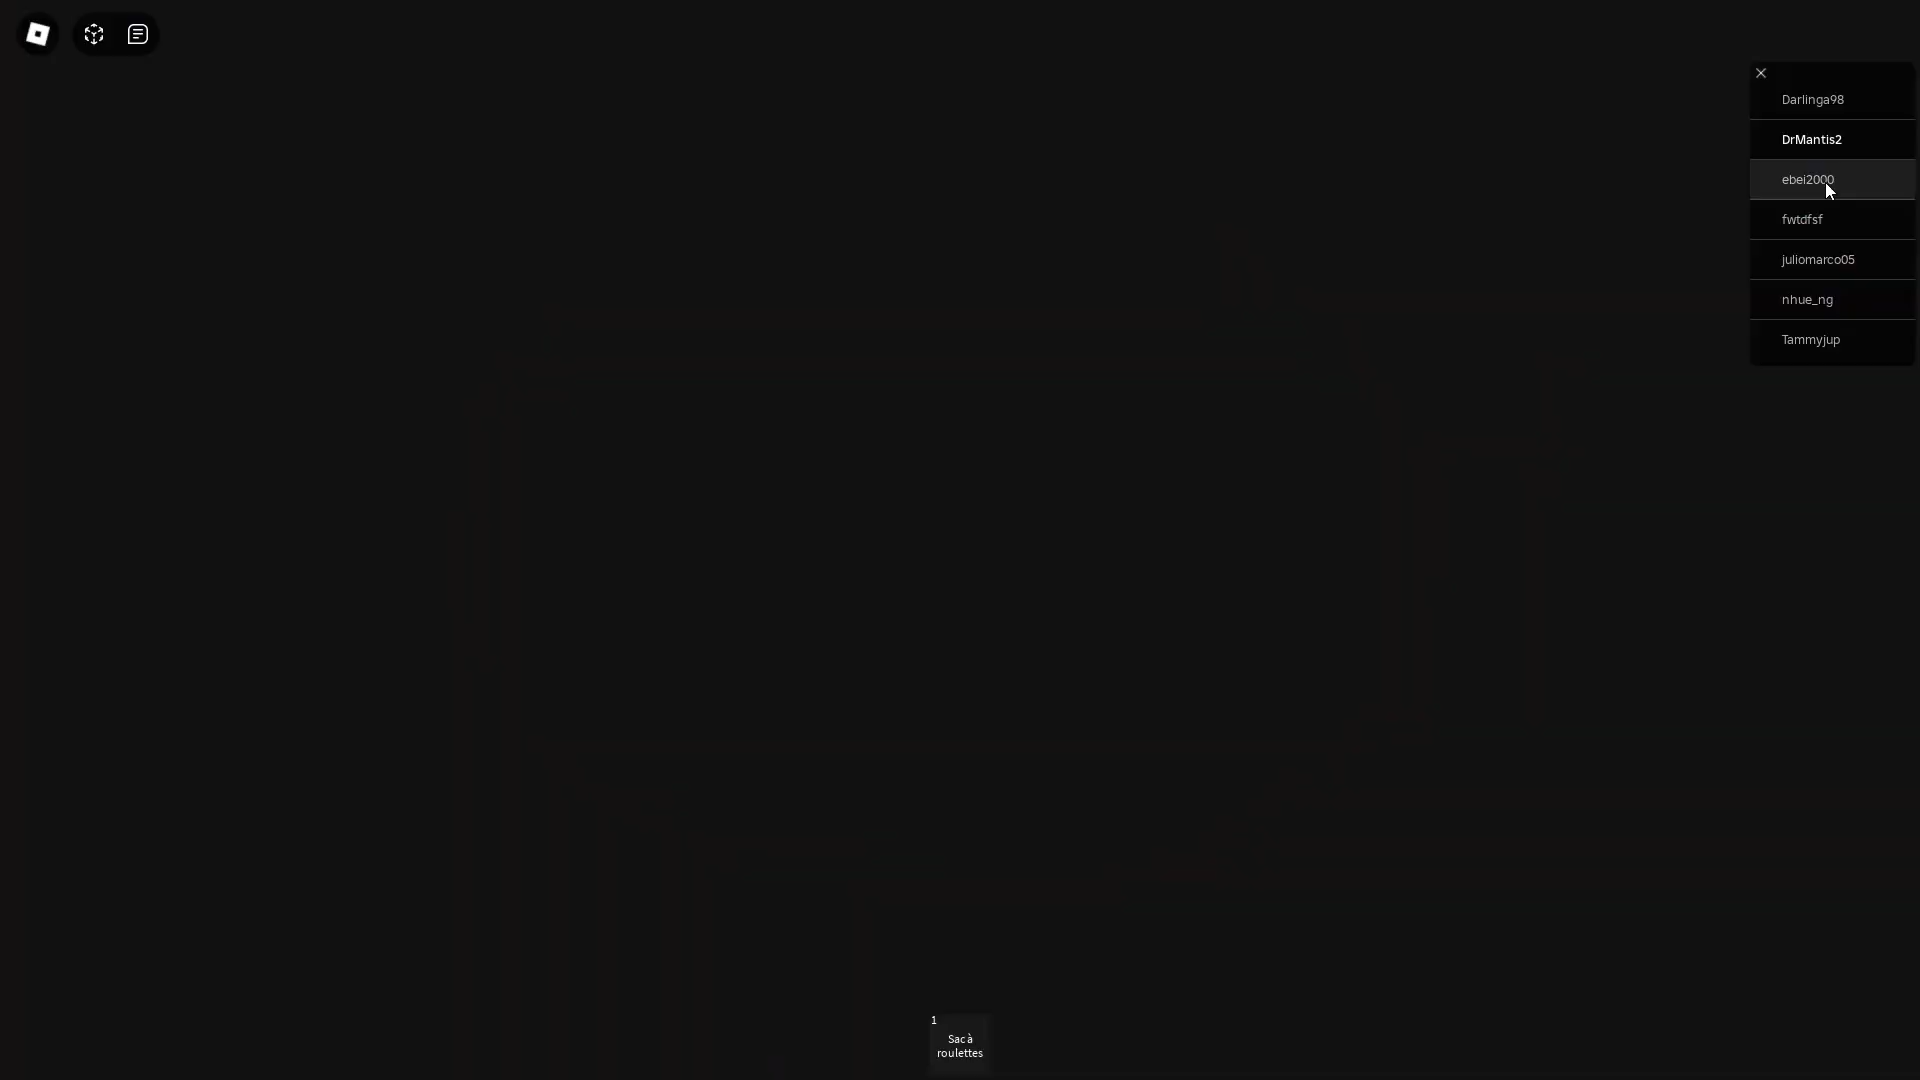 Darlinga98
DrMantis2
ebei2000
fwtdfsf
juliomarco05
nhue_ng
Tammyjup
1
Sac à
roulettes